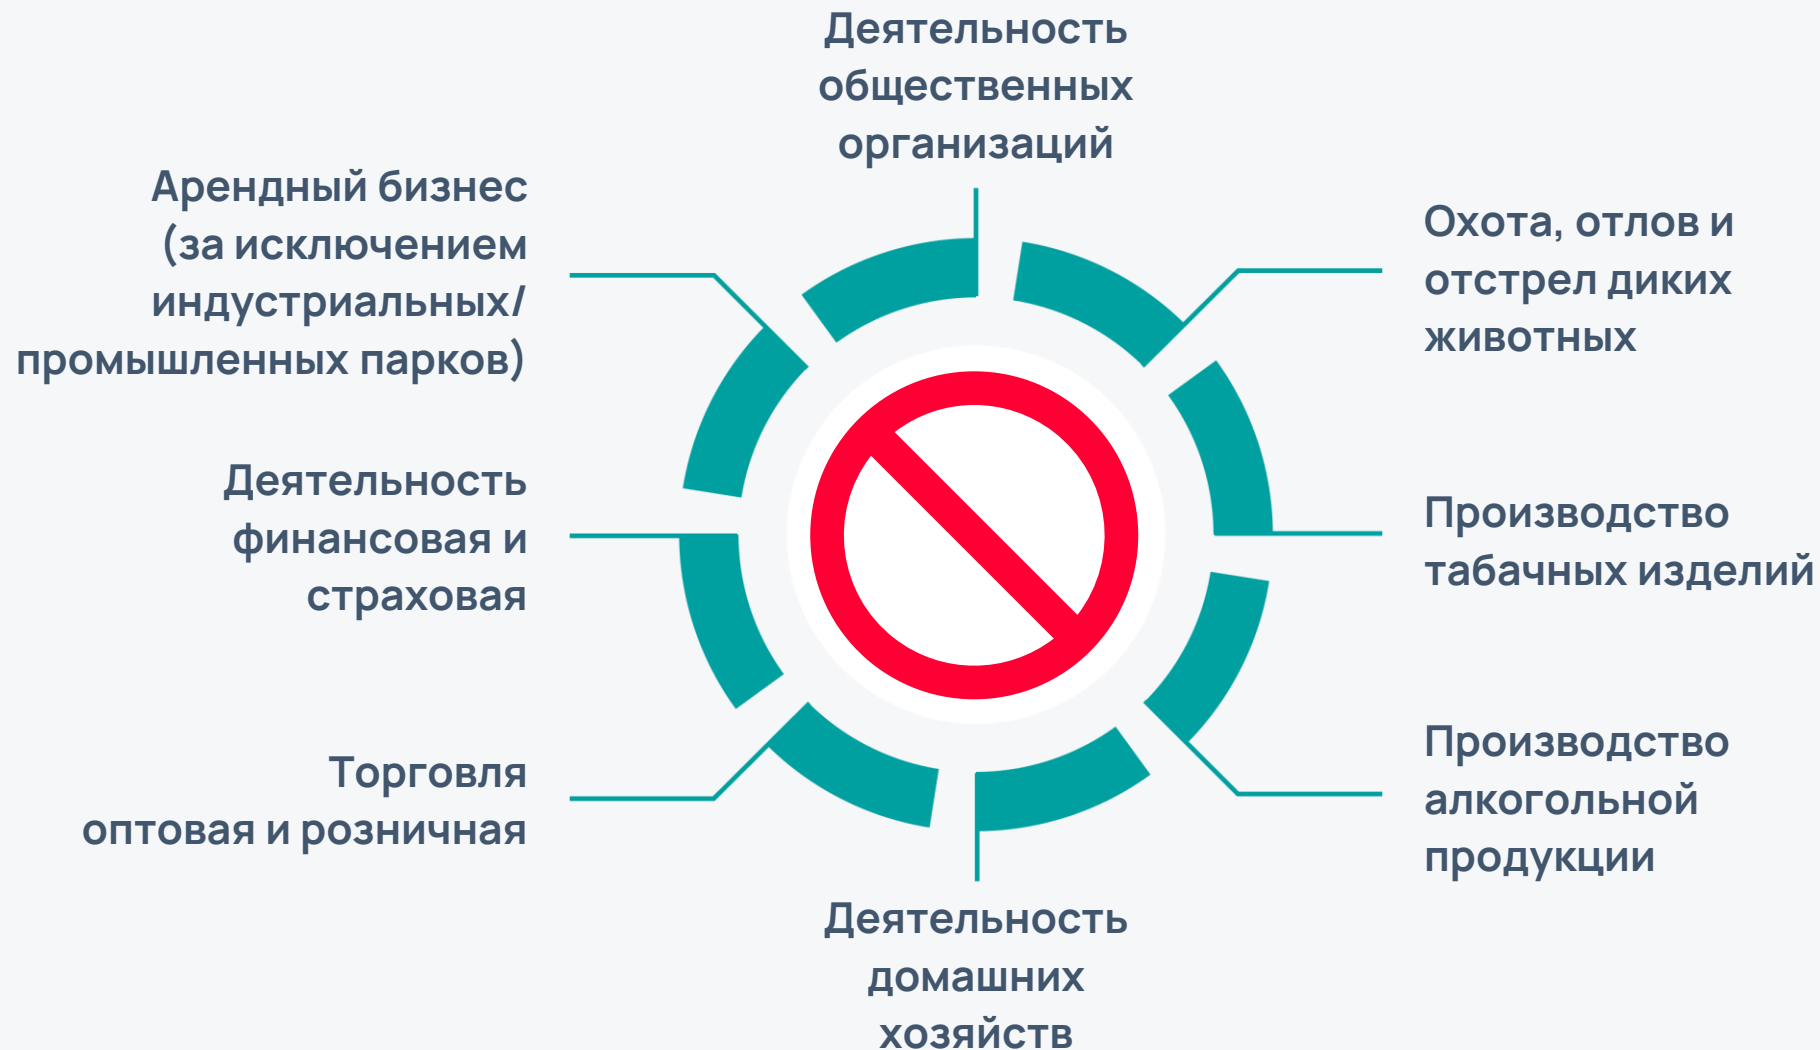 Деятельность
общественных
организаций
Арендный бизнес
(за исключением
индустриальных/
промышленных парков)
Охота, отлов и
отстрел диких
животных
Деятельность
финансовая и
страховая
Производство
табачных изделий
Торговля
оптовая и розничная
Производство
алкогольной
продукции
Деятельность
домашних
хозяйств